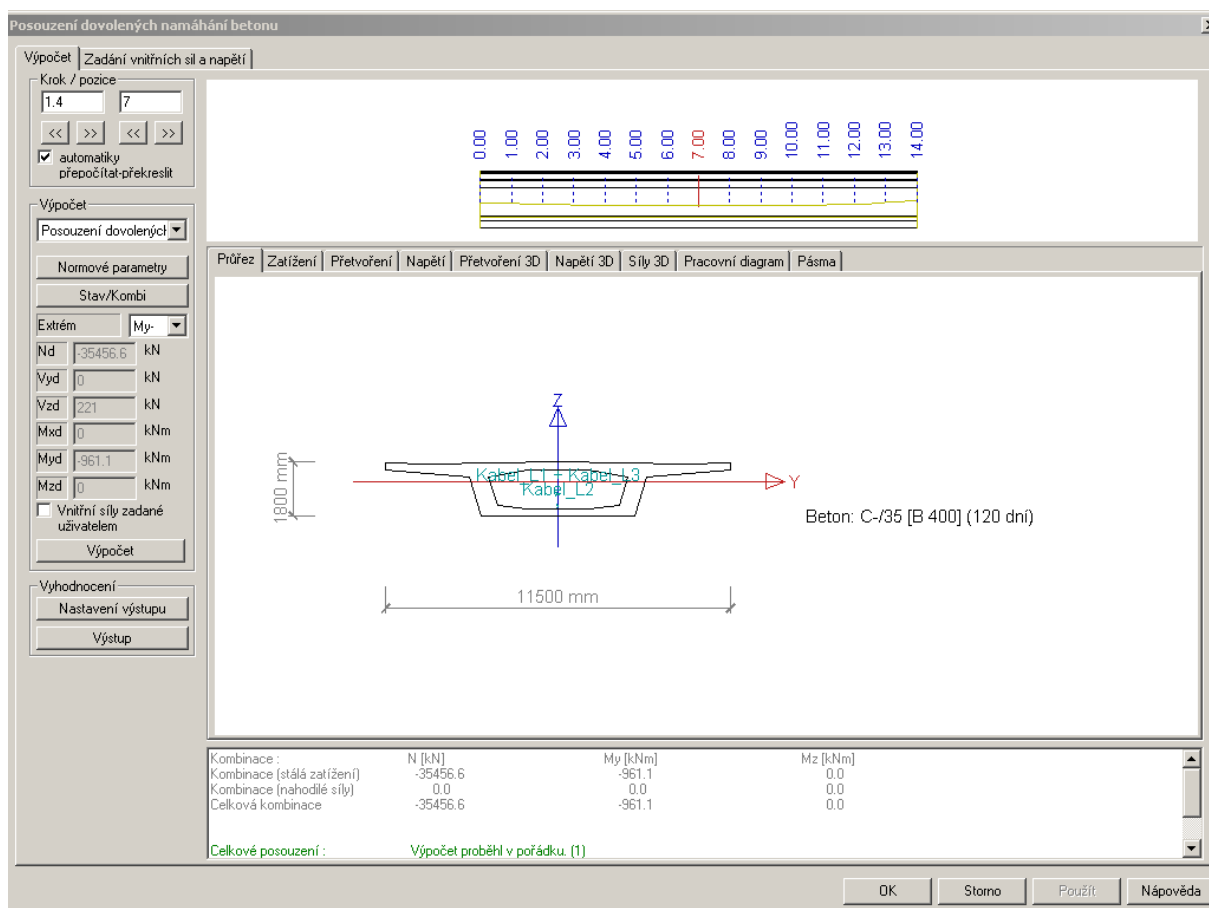 Posouzení dovolených namáhání betonu
Výpočet Zadání vnitřních sil a napětí
Krok / pozice
1.4 7
<< >> << >>
automatiky
přepočítat-překreslit
0.00 1.00 2.00 3.00 4.00 5.00 6.00 7.00 8.00 9.00 10.00 11.00 12.00 13.00 14.00
Výpočet
Posouzení dovolenýcł
Normové parametry
Stav/Kombi
Extrém My-
Nd -35456.6 kN
Vyd 0 kN
Vzd 221 kN
Mxd 0 kNm
Myd -961.1 kNm
Mzd 0 kNm
Vnitřní síly zadané
uživatelem
Výpočet
Vyhodnocení
Nastavení výstupu
Výstup
Průřez Zatížení Přetvoření Napětí Přetvoření 3D Napětí 3D Síly 3D Pracovní diagram Pásma
Z
Kabel_L1 - Kabel_L3
Kabel_L2
Y
1800 mm
Beton: C-/35 [B 400] (120 dní)
11500 mm
Kombinace : N [kN] My [kNm] Mz [kNm]
Kombinace (stálá zatížení) -35456.6 -961.1 0.0
Kombinace (nahodilé síly) 0.0 0.0 0.0
Celková kombinace -35456.6 -961.1 0.0
Celkové posouzení : Výpočet proběhl v pořádku. (1)
OK Storno Použít Nápověda